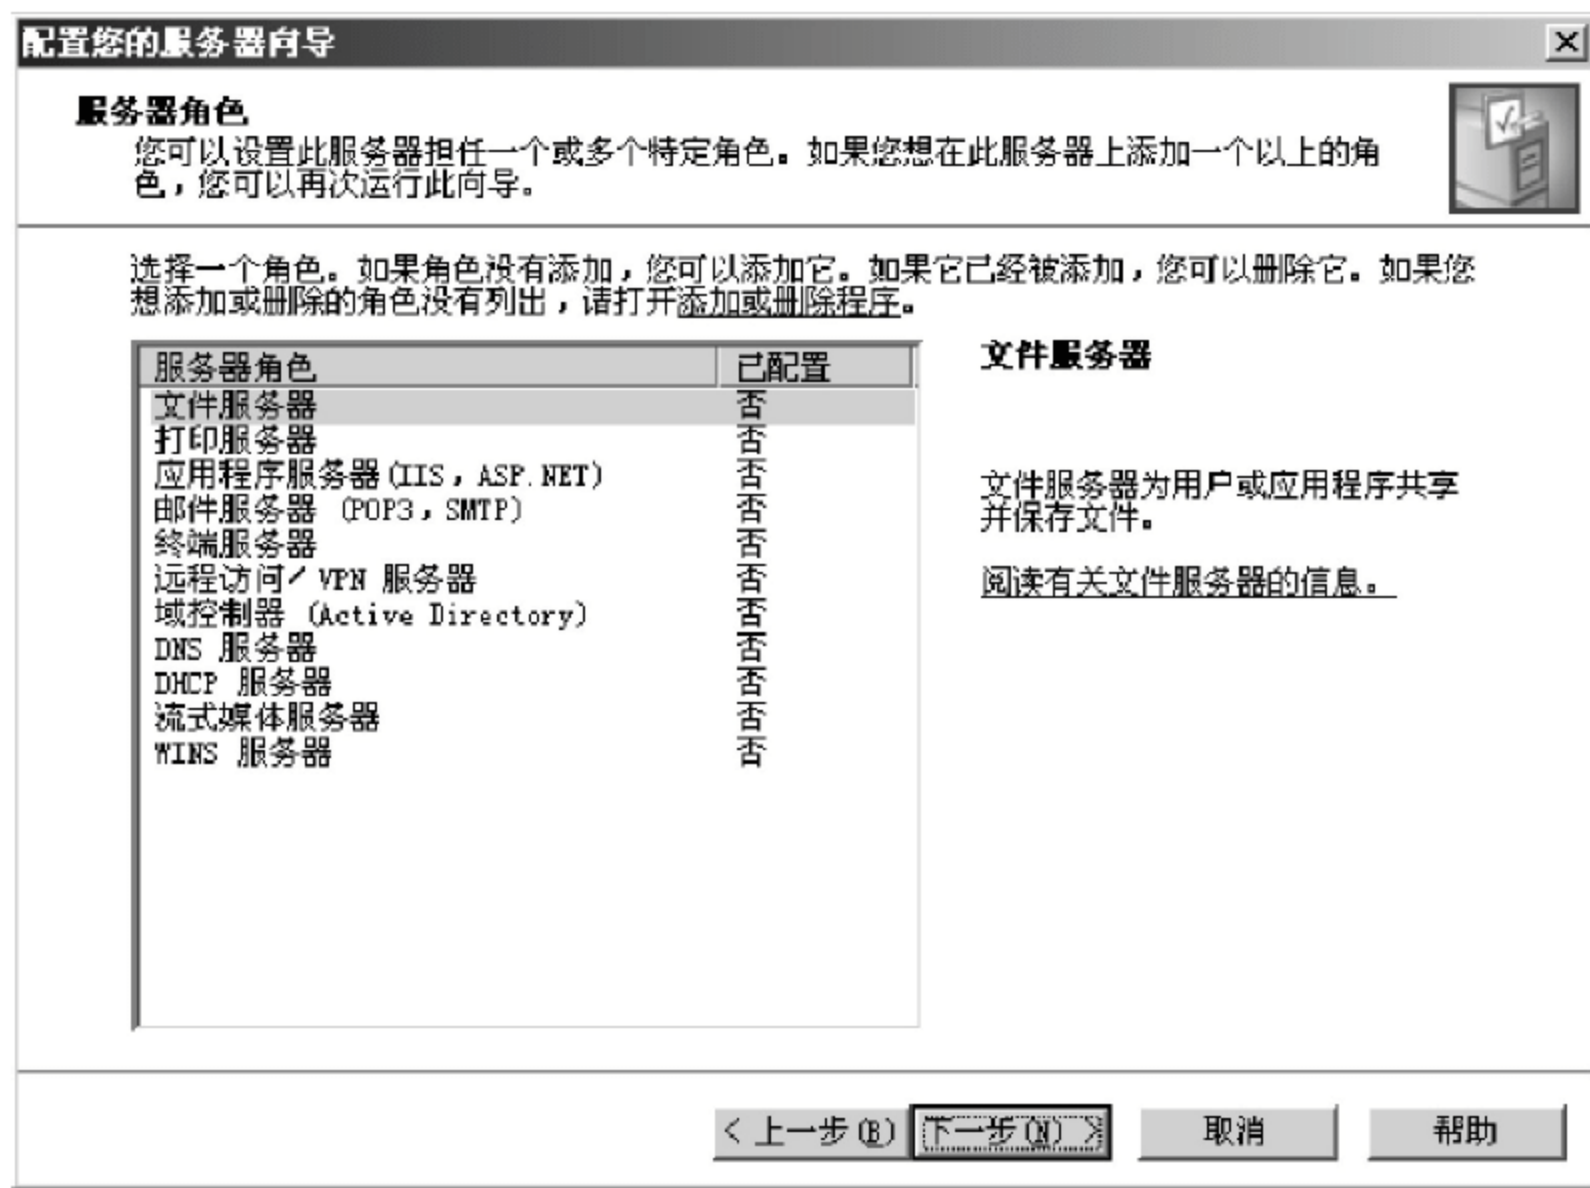 配置您的服务器向导
服务器角色
您可以设置此服务器担任一个或多个特定角色。如果您想在此服务器上添加一个以上的角
色，您可以再次运行此向导。
选择一个角色。如果角色没有添加，您可以添加它。如果它已经被添加，您可以删除它。如果您
想添加或删除的角色没有列出，请打开添加或删除程序。
服务器角色 已配置
文件服务器 否
打印服务器 否
应用程序服务器(IIS，ASP.NET) 否
邮件服务器 (POP3，SMTP) 否
终端服务器 否
远程访问/ VPN 服务器 否
域控制器 (Active Directory) 否
DNS 服务器 否
DHCP 服务器 否
流式媒体服务器 否
WINS 服务器 否
文件服务器
文件服务器为用户或应用程序共享
并保存文件。
阅读有关文件服务器的信息。
< 上一步(B) 下一步(N) > 取消 帮助